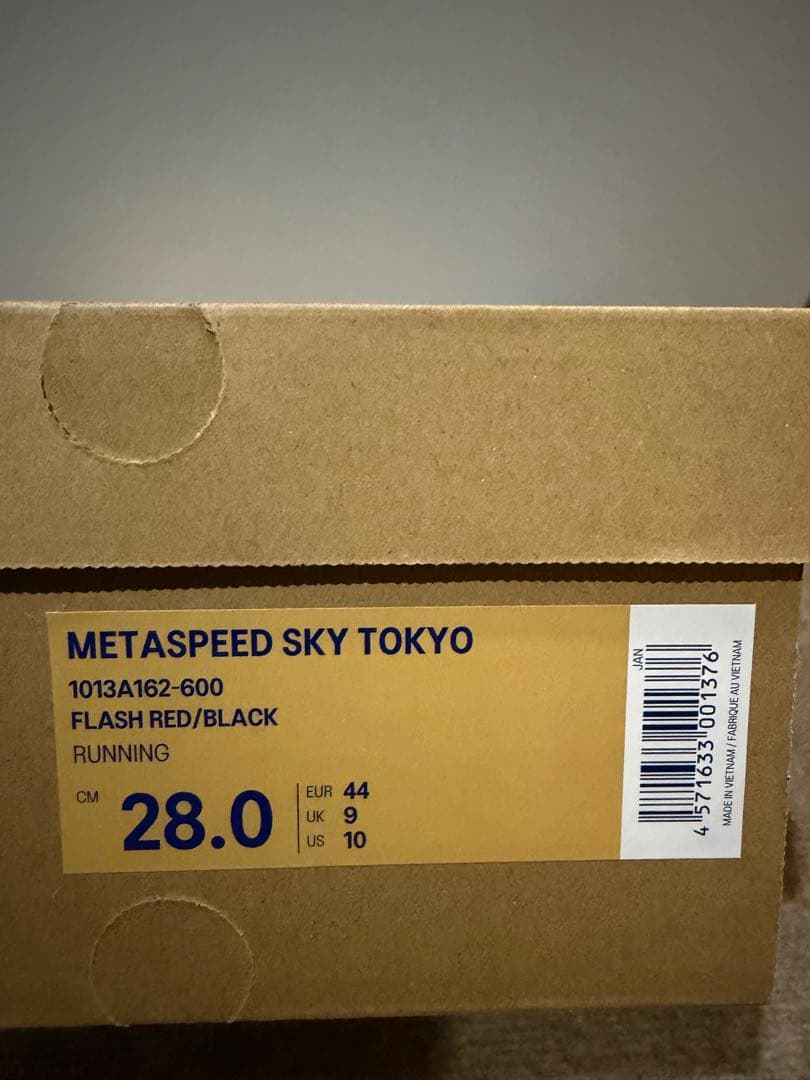 METASPEED SKY TOKYO
1013A162-600
FLASH RED/BLACK
RUNNING
CM 28.0
EUR 44
UK 9
US 10
JAN
4 571633 001376
MADE IN VIETNAM / FABRIQUE AU VIETNAM